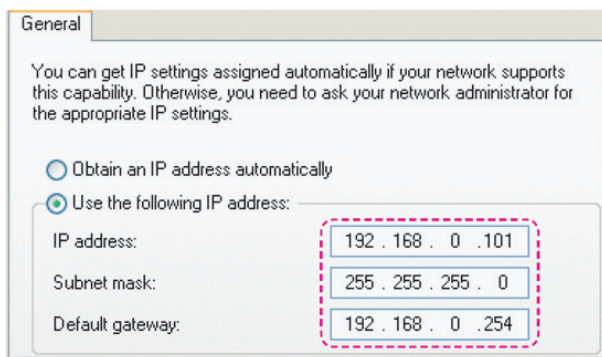 General
You can get IP settings assigned automatically if your network supports
this capability. Otherwise, you need to ask your network administrator for
the appropriate IP settings.
Obtain an IP address automatically
Use the following IP address:
IP address: 192 . 168 . 0 .101
Subnet mask: 255 . 255 . 255 . 0
Default gateway: 192 . 168 . 0 .254